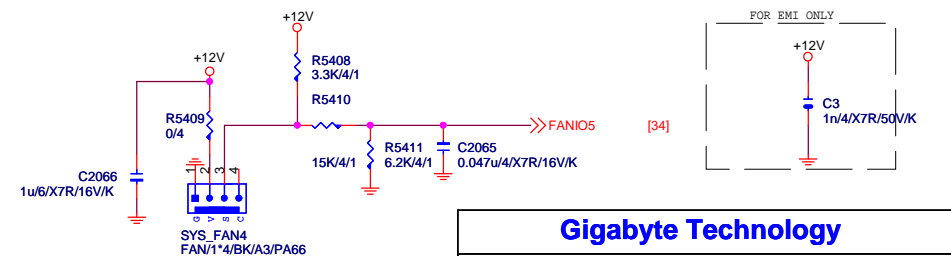 +12V
FOR EMI ONLY
+12V
+12V
R5408
3.3K/4/1
R5410
R5409
0/4
C3
1n/4/X7R/50V/K
FANIO5
[34]
15K/4/1
R5411
6.2K/4/1
C2065
0.047u/4/X7R/16V/K
C2066
1u/6/X7R/16V/K
1 2 3 4
G V S C
SYS_FAN4
FAN/1*4/BK/A3/PA66
Gigabyte Technology